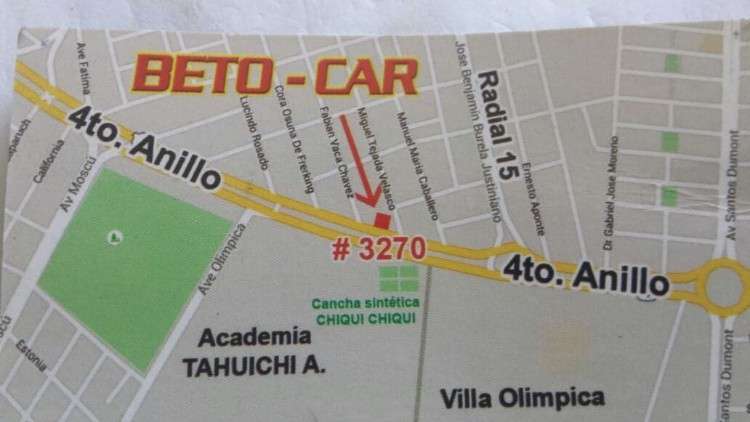 BETO - CAR
Ave Fatima
4to. Anillo
California
Av Moscú
Lucindo Rosado
Cora Osuna De Frerking
Fabian Vaca Chavez
Miguel Tejada Velasco
Manuel Maria Caballero
Jose Benjamin Burela Justiniano
Radial 15
Ernesto Aponte
Dr Gabriel Jose Moreno
Av Santos Dumont
Ave Olimpica
# 3270
4to. Anillo
Cancha sintética
CHIQUI CHIQUI
Academia
TAHUICHI A.
Estonia
Villa Olimpica